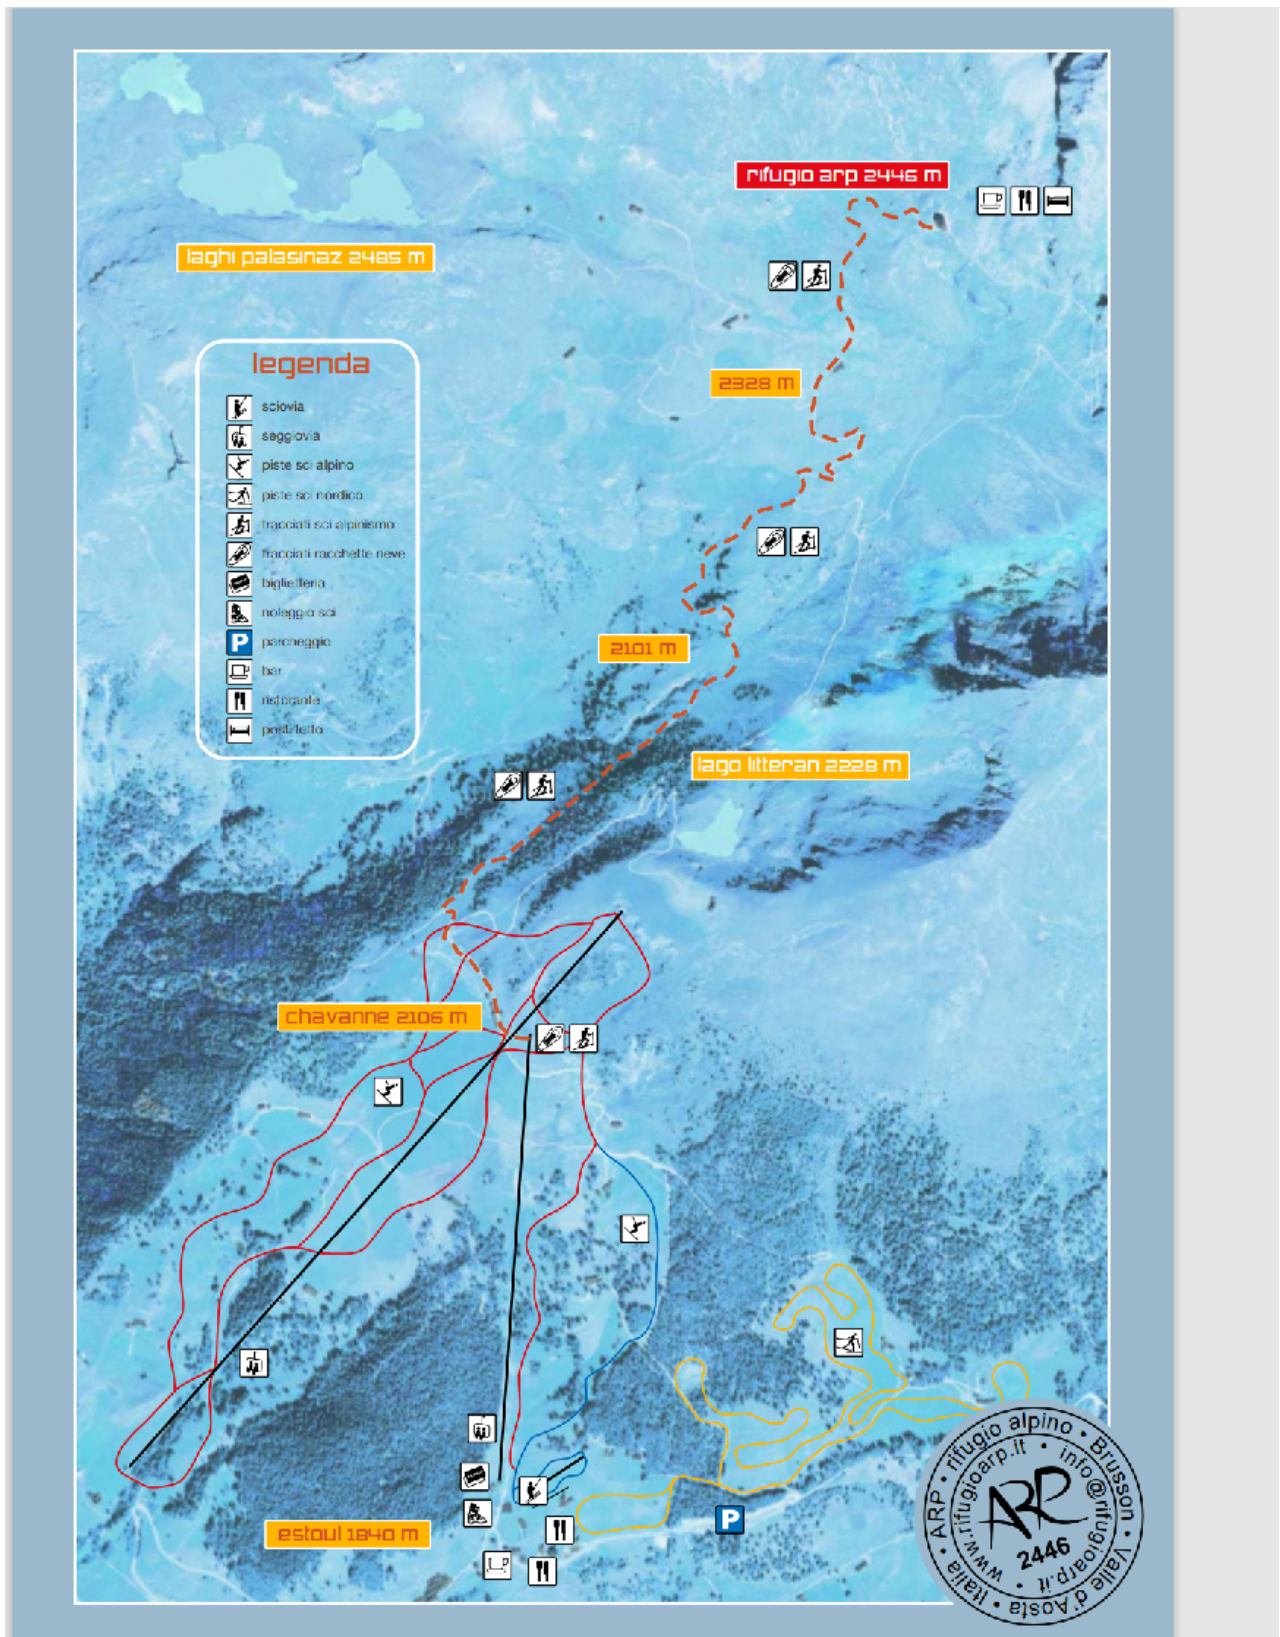 rifugio arp 2446 m
laghi palasinaz 2485 m
legenda
sciovia
seggiovia
piste sci alpino
piste sci nordico
tracciati sci alpinismo
tracciati racchette neve
biglietteria
noleggio sci
P parcheggio
bar
ristorante
posti letto
2328 m
2101 m
lago litteran 2228 m
chavanne 2106 m
estoul 1840 m
P
ARP • rifugio alpino • Brusson • Valle d'Aosta • Italia •
www.rifugioarp.it • info@rifugioarp.it •
ARP
2446